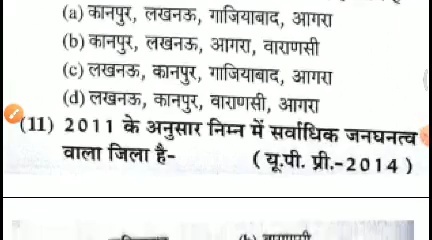 (a) कानपुर, लखनऊ, गाजियाबाद, आगरा
(b) कानपुर, लखनऊ, आगरा, वाराणसी
(c) लखनऊ, कानपुर, गाजियाबाद, आगरा
(d) लखनऊ, कानपुर, वाराणसी, आगरा
(11) 2011 के अनुसार निम्न में सर्वाधिक जनघनत्व
वाला जिला है- (यू.पी. प्री.-2014)